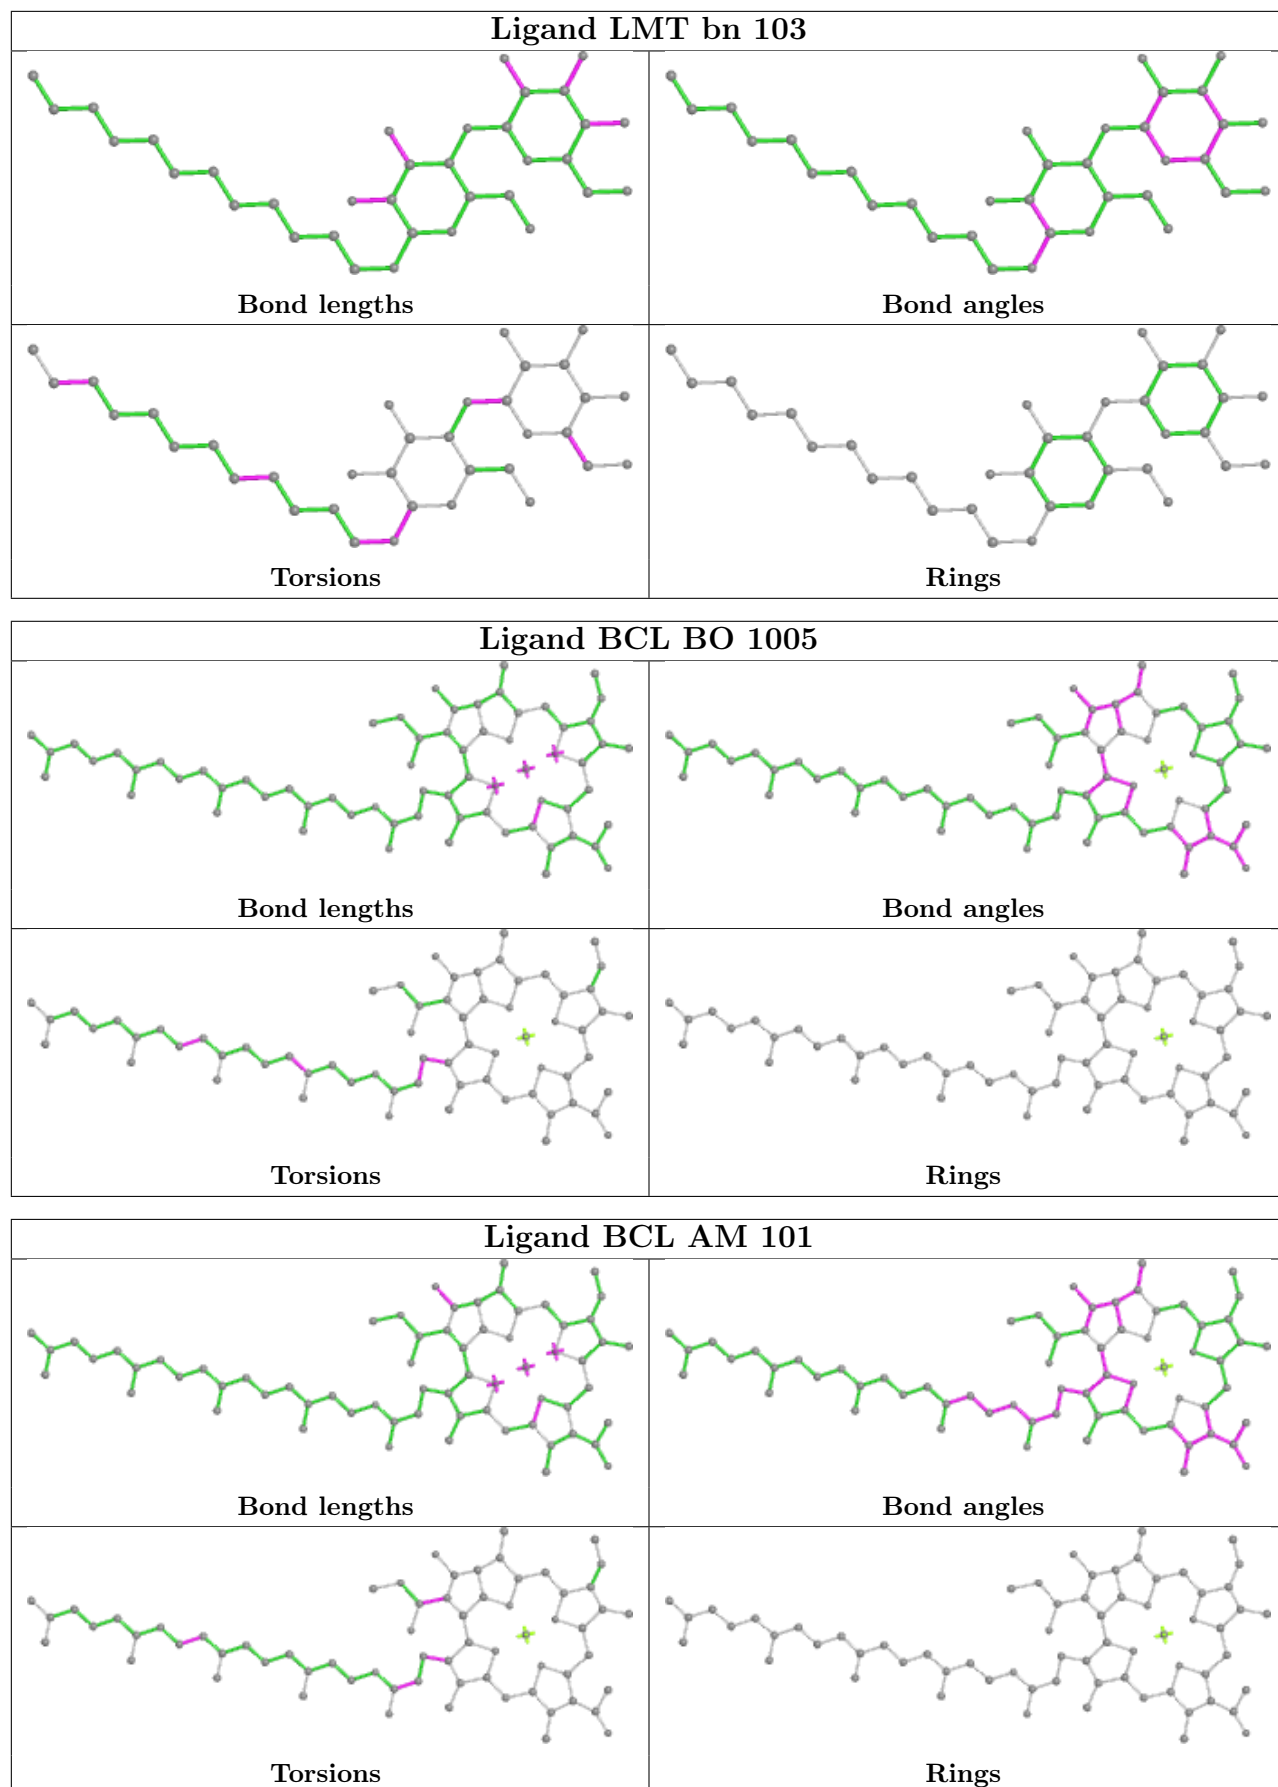 Ligand LMT bn 103
Bond lengths
Bond angles
Torsions
Rings
Ligand BCL BO 1005
Bond lengths
Bond angles
Torsions
Rings
Ligand BCL AM 101
Bond lengths
Bond angles
Torsions
Rings